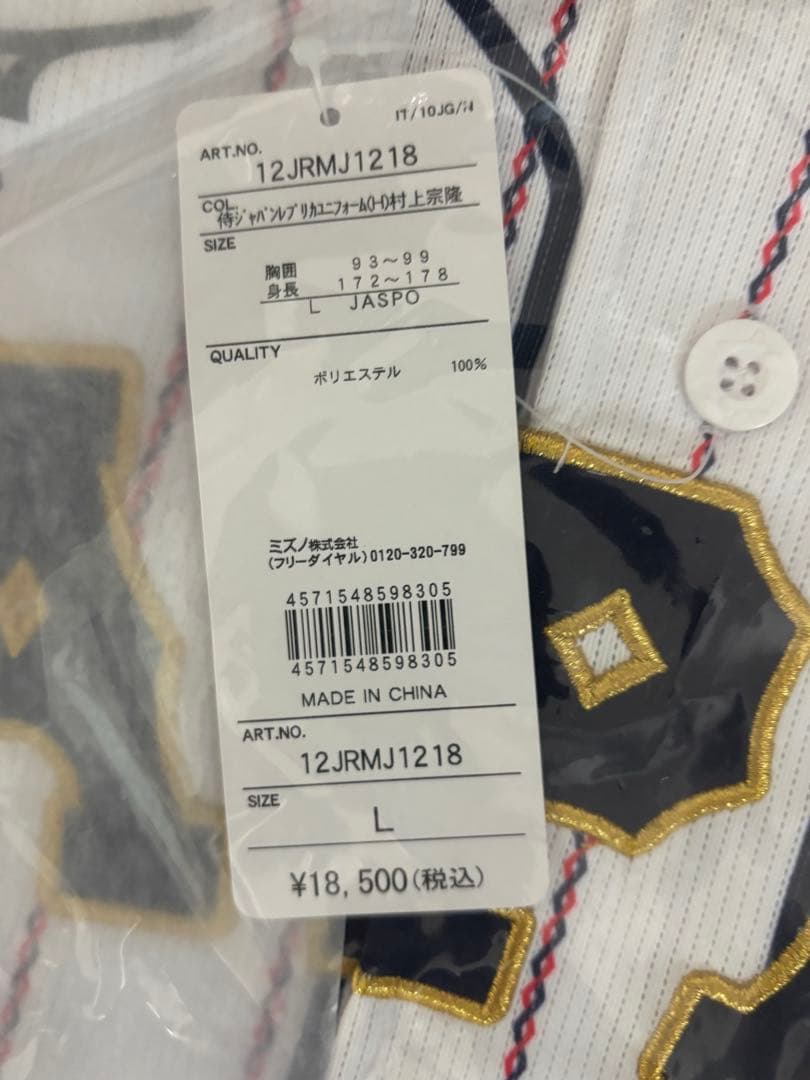 ART.NO.
12JRMJ1218
COL.
侍ジャパンレプリカユニフォーム(H)村上宗隆
SIZE
胸囲 93~99
身長 172~178
L JASPO
QUALITY
ポリエステル 100%
ミズノ株式会社
(フリーダイヤル)0120-320-799
4571548598305
4571548598305
MADE IN CHINA
ART.NO.
12JRMJ1218
SIZE
L
¥18,500(税込)